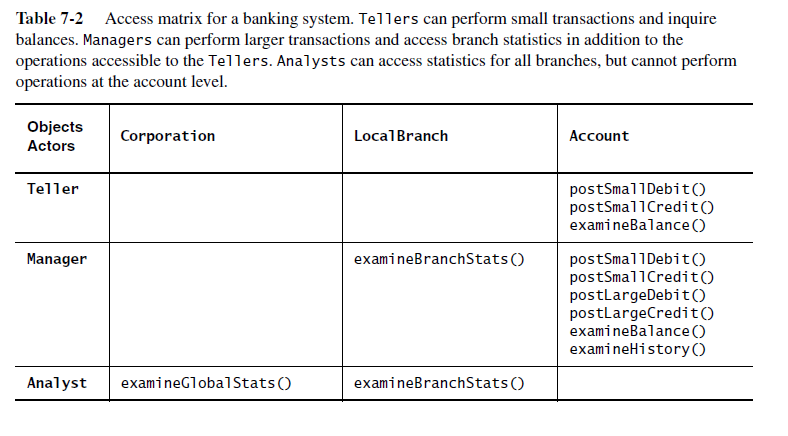 Table 7-2 Access matrix for a banking system. Tellers can perform small transactions and inquire
balances. Managers can perform larger transactions and access branch statistics in addition to the
operations accessible to the Tellers. Analysts can access statistics for all branches, but cannot perform
operations at the account level.
Objects
Actors
Corporation
LocalBranch
Account
Teller
postSmallDebit()
postSmallCredit()
examineBalance()
Manager
examineBranchStats()
postSmallDebit()
postSmallCredit()
postLargeDebit()
postLargeCredit()
examineBalance()
examineHistory()
Analyst
examineGlobalStats()
examineBranchStats()